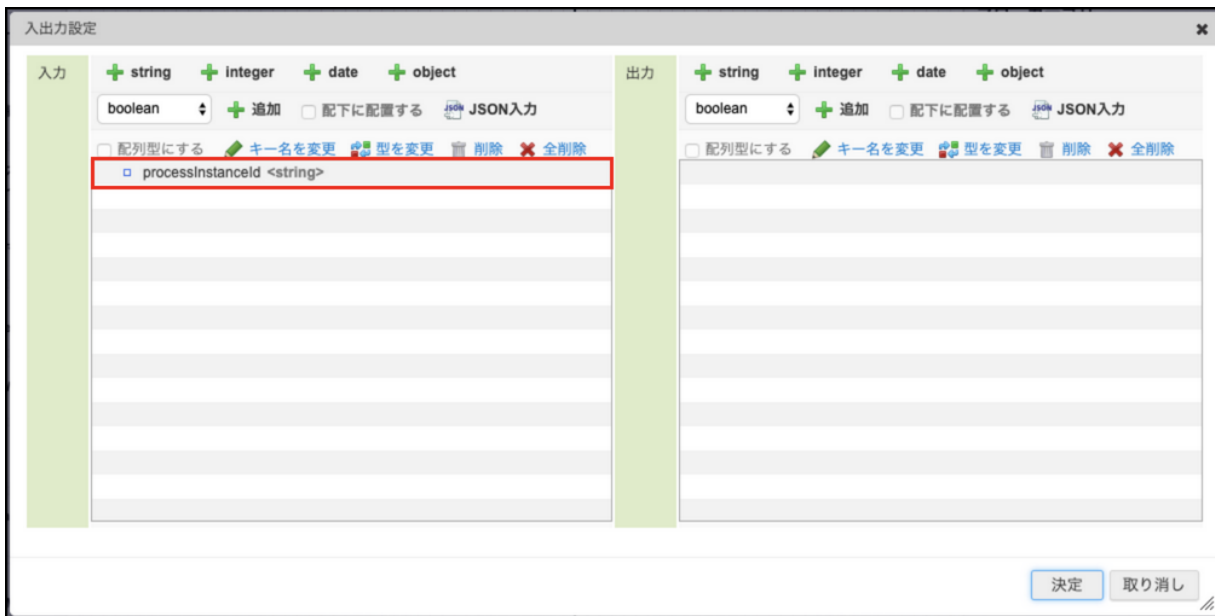 入出力設定
入力
string integer date object
boolean 追加 配下に配置する JSON JSON入力
配列型にする キー名を変更 型を変更 削除 全削除
processInstanceId <string>
出力
string integer date object
boolean 追加 配下に配置する JSON JSON入力
配列型にする キー名を変更 型を変更 削除 全削除
決定 取り消し